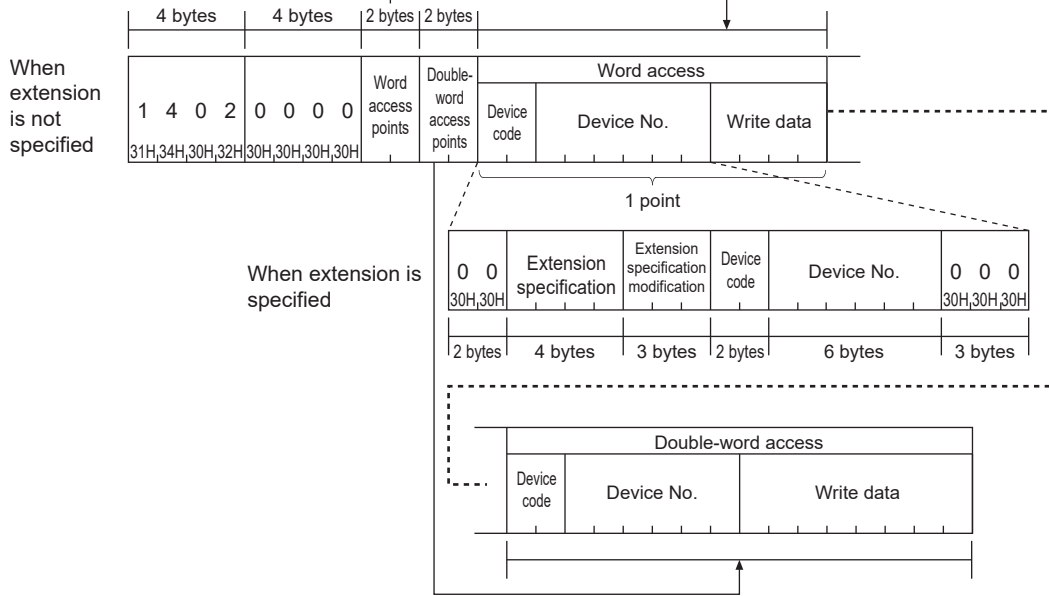 4 bytes 4 bytes 2 bytes 2 bytes
When
extension
is not
specified
1 4 0 2 0 0 0 0
31H,34H,30H,32H 30H,30H,30H,30H
Word
access
points
Double-
word
access
points
Word access
Device
code
Device No.
Write data
1 point
When extension is
specified
0 0
30H,30H
Extension
specification
Extension
specification
modification
Device
code
Device No.
0 0 0
30H,30H,30H
2 bytes 4 bytes 3 bytes 2 bytes 6 bytes 3 bytes
Double-word access
Device
code
Device No.
Write data